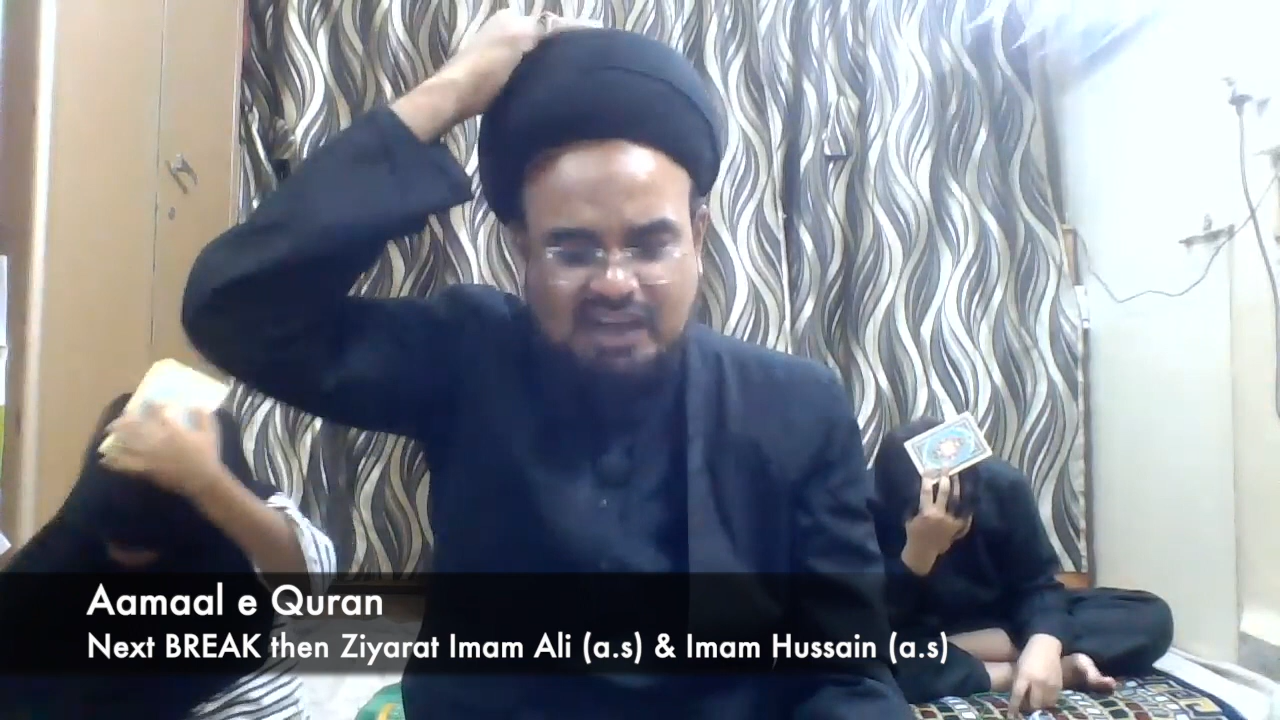 Aamaal e Quran
Next BREAK then Ziyarat Imam Ali (a.s) & Imam Hussain (a.s)